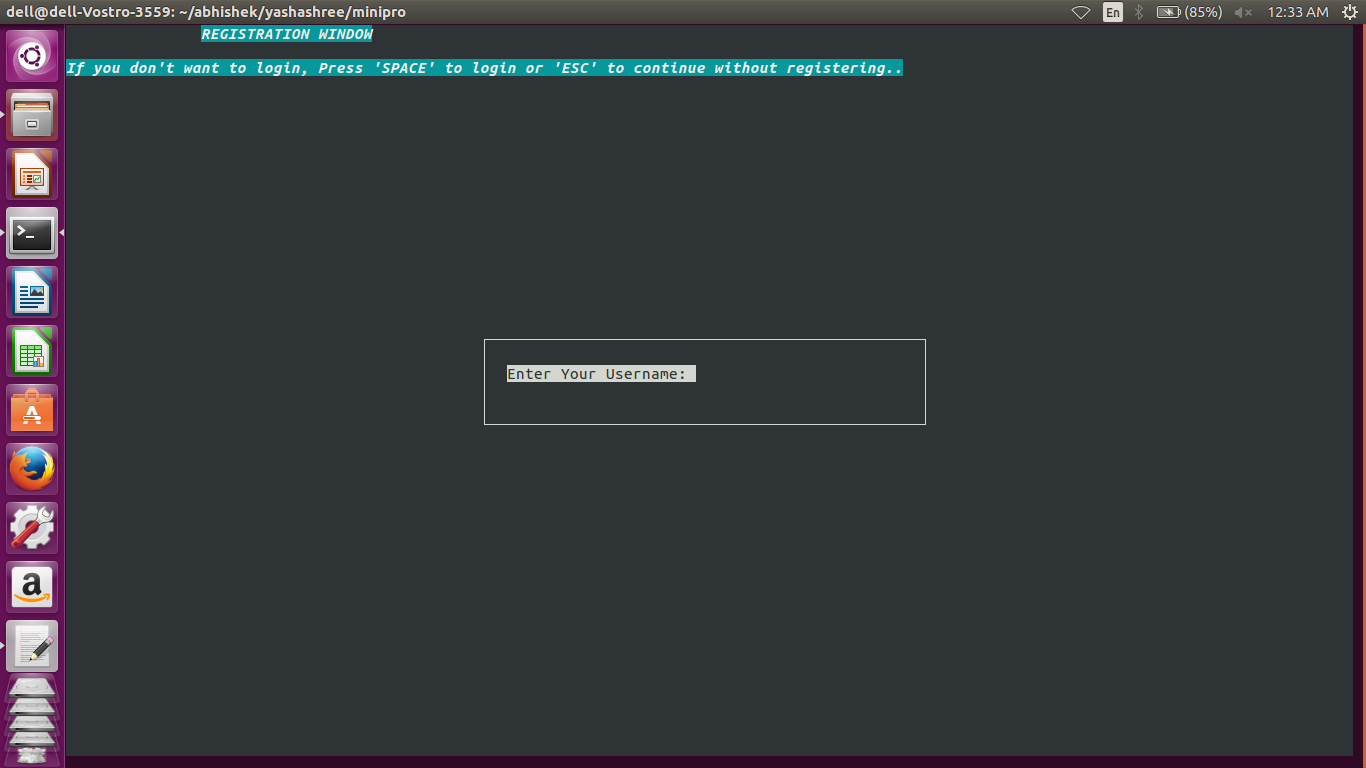 dell@dell-Vostro-3559: ~/abhishek/yashashree/minipro
En
(85%)
12:33 AM
REGISTRATION WINDOW
If you don't want to login, Press 'SPACE' to login or 'ESC' to continue without registering..
Enter Your Username: